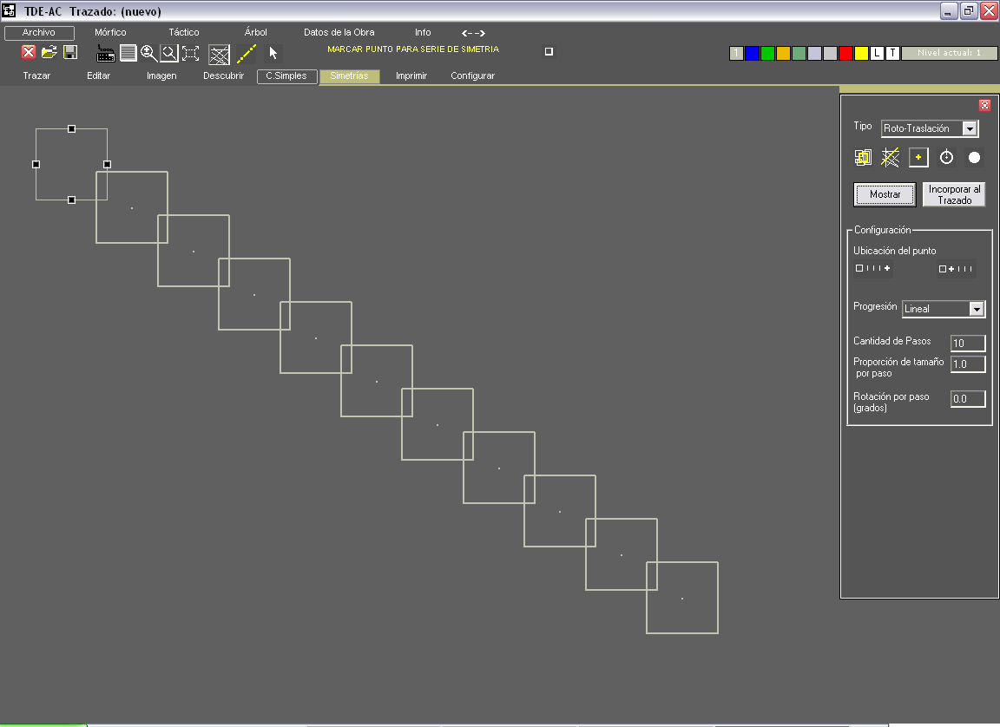 TDE-AC Trazado: (nuevo)
Archivo Mórfico Táctico Árbol Datos de la Obra Info <-->
MARCAR PUNTO PARA SERIE DE SIMETRIA
1 L T Nivel actual: 1
Trazar Editar Imagen Descubrir C.Simples Simetrías Imprimir Configurar
Tipo Roto-Traslación
Mostrar
Incorporar al
Trazado
Configuración
Ubicación del punto
Progresión Lineal
Cantidad de Pasos 10
Proporción de tamaño
por paso 1.0
Rotación por paso
(grados) 0.0